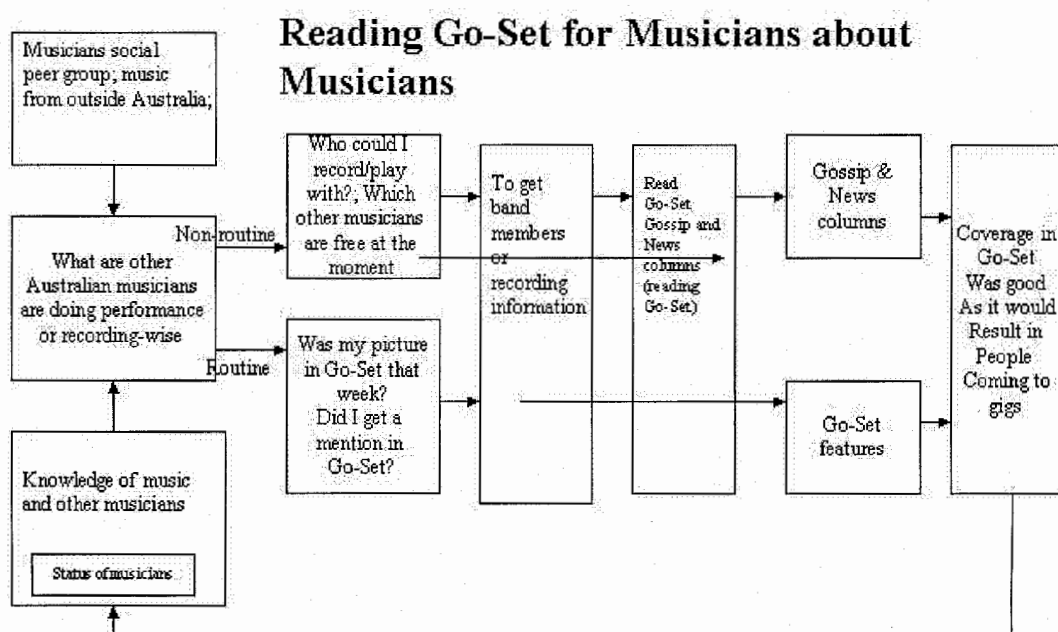 Reading Go-Set for Musicians about
Musicians
Musicians social
peer group; music
from outside Australia;
What are other
Australian musicians
are doing performance
or recording-wise
Knowledge of music
and other musicians
Status of musicians
Non-routine
Routine
Who could I
record/play
with?; Which
other musicians
are free at the
moment
Was my picture
in Go-Set that
week?
Did I get a
mention in
Go-Set?
To get
band
members
or
recording
information
Read
Go-Set
Gossip and
News
columns
(reading
Go-Set)
Gossip &
News
columns
Go-Set
features
Coverage in
Go-Set
Was good
As it would
Result in
People
Coming to
gigs